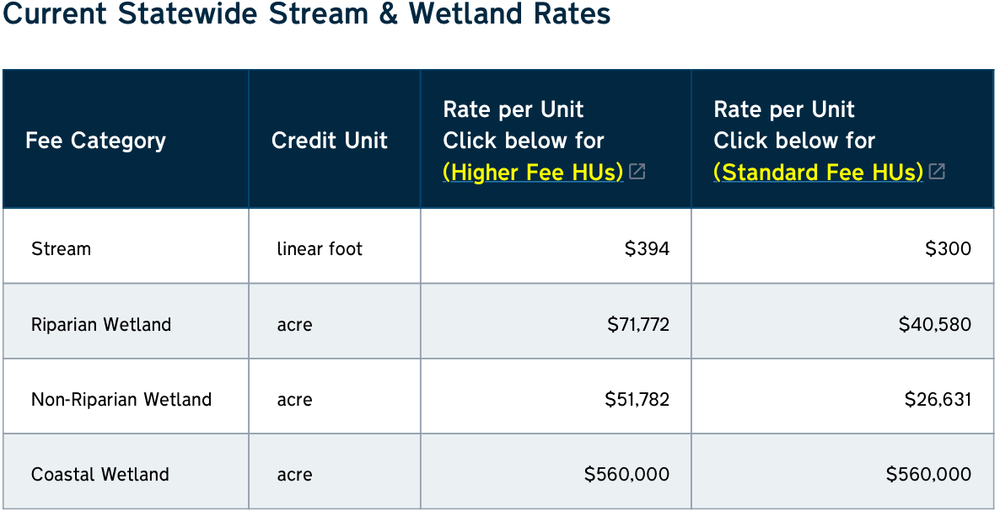 Current Statewide Stream & Wetland Rates
Fee Category
Credit Unit
Rate per Unit
Click below for
(Higher Fee HUs)
Rate per Unit
Click below for
(Standard Fee HUs)
Stream linear foot $394 $300
Riparian Wetland acre $71,772 $40,580
Non-Riparian Wetland acre $51,782 $26,631
Coastal Wetland acre $560,000 $560,000